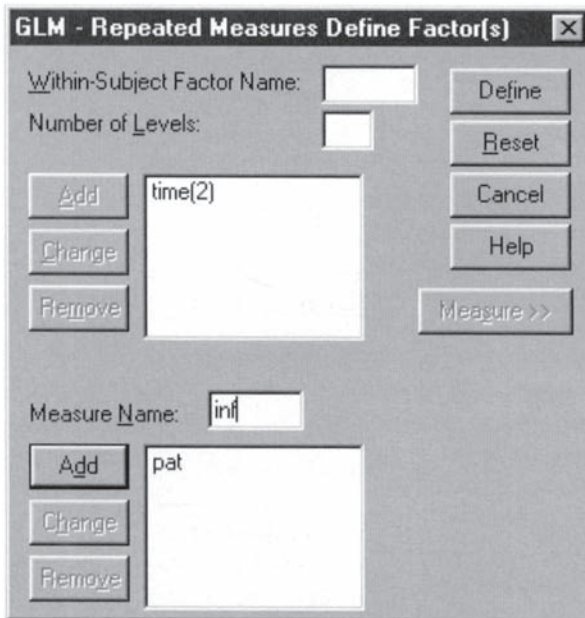 GLM - Repeated Measures Define Factor(s)
Within-Subject Factor Name:
Define
Number of Levels:
Reset
Add
time(2)
Cancel
Change
Help
Remove
Measure >>
Measure Name:
inf
Add
pat
Change
Remove